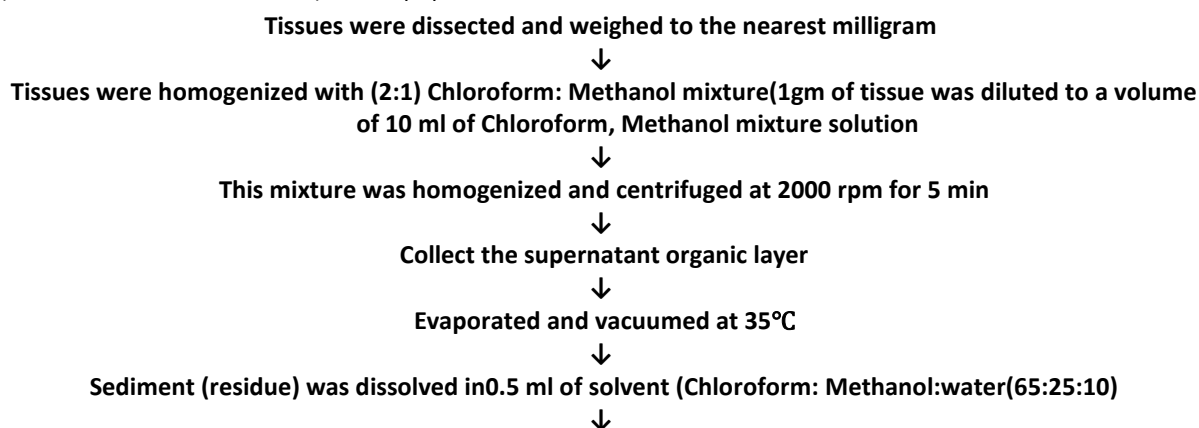 Tissues were dissected and weighed to the nearest milligram
↓
Tissues were homogenized with (2:1) Chloroform: Methanol mixture(1gm of tissue was diluted to a volume
of 10 ml of Chloroform, Methanol mixture solution
↓
This mixture was homogenized and centrifuged at 2000 rpm for 5 min
↓
Collect the supernatant organic layer
↓
Evaporated and vacuumed at 35℃
↓
Sediment (residue) was dissolved in0.5 ml of solvent (Chloroform: Methanol:water(65:25:10)
↓